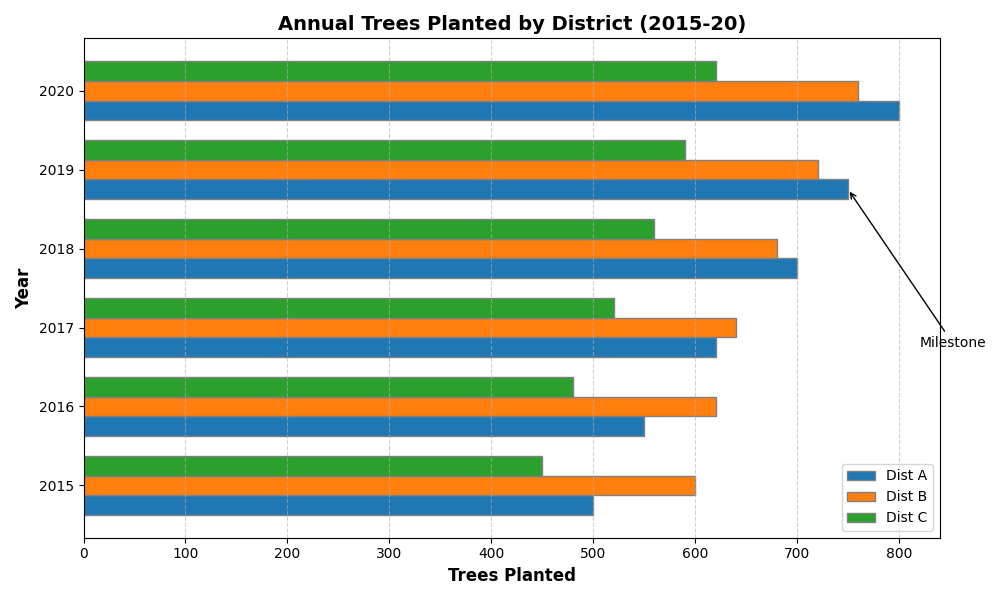 Annual Trees Planted by District (2015-20)
Year
2020
2019
2018
2017
2016
2015
Milestone
Dist A
Dist B
Dist C
0 100 200 300 400 500 600 700 800
Trees Planted